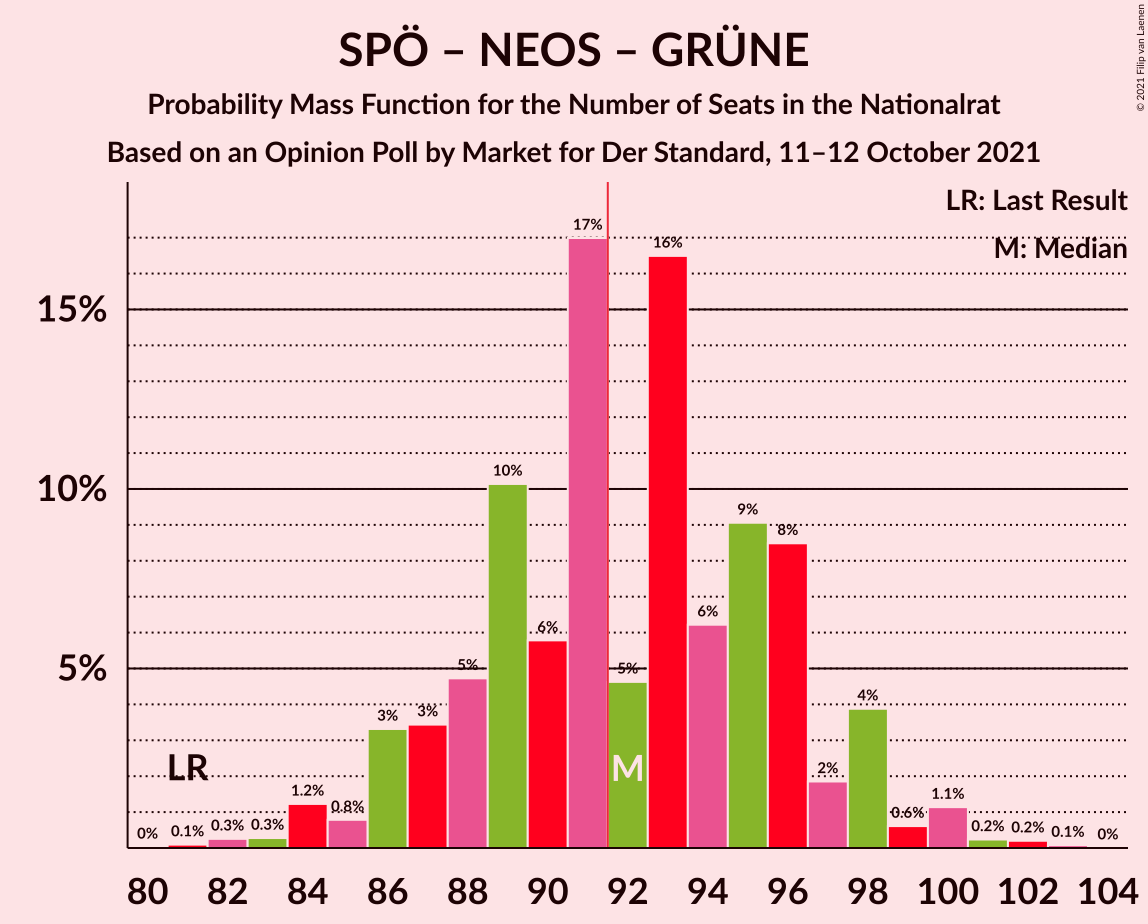 SPÖ – NEOS – GRÜNE
Probability Mass Function for the Number of Seats in the Nationalrat
Based on an Opinion Poll by Market for Der Standard, 11–12 October 2021
© 2021 Filip van Laenen
LR: Last Result
M: Median
15%
10%
5%
0% 0.1% 0.3% 0.3% 1.2% 0.8% 3% 3% 5% 10% 6% 17% 5% 16% 6% 9% 8% 2% 4% 0.6% 1.1% 0.2% 0.2% 0.1% 0%
LR
M
80 82 84 86 88 90 92 94 96 98 100 102 104